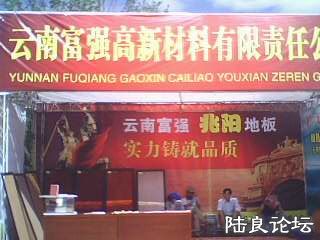 云南富强高新材料有限责任公
YUNNAN FUQIANG GAOXIN CAILIAO YOUXIAN ZEREN G
云南富强 兆阳地板
实力铸就品质
陆良论坛